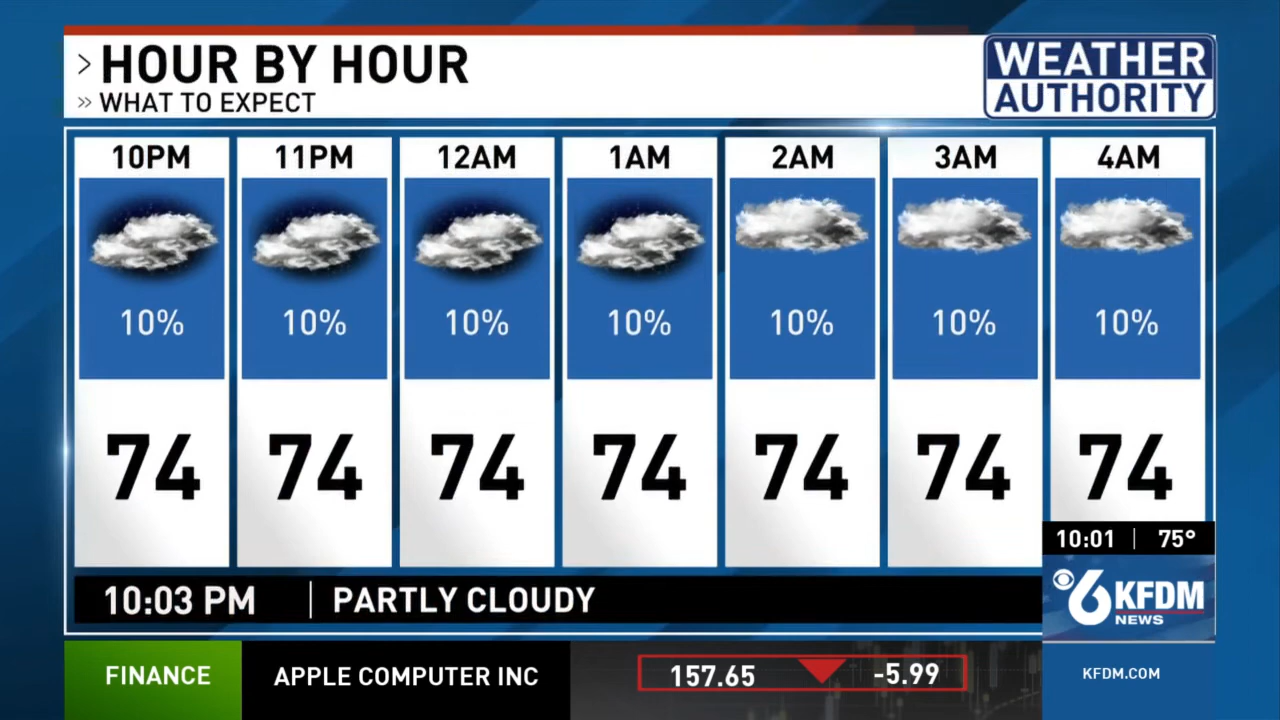 > HOUR BY HOUR
» WHAT TO EXPECT
WEATHER
AUTHORITY
10PM 11PM 12AM 1AM 2AM 3AM 4AM
10% 10% 10% 10% 10% 10% 10%
74 74 74 74 74 74 74
10:01 | 75°
10:03 PM | PARTLY CLOUDY
6 KFDM
NEWS
FINANCE APPLE COMPUTER INC 157.65 -5.99
KFDM.COM